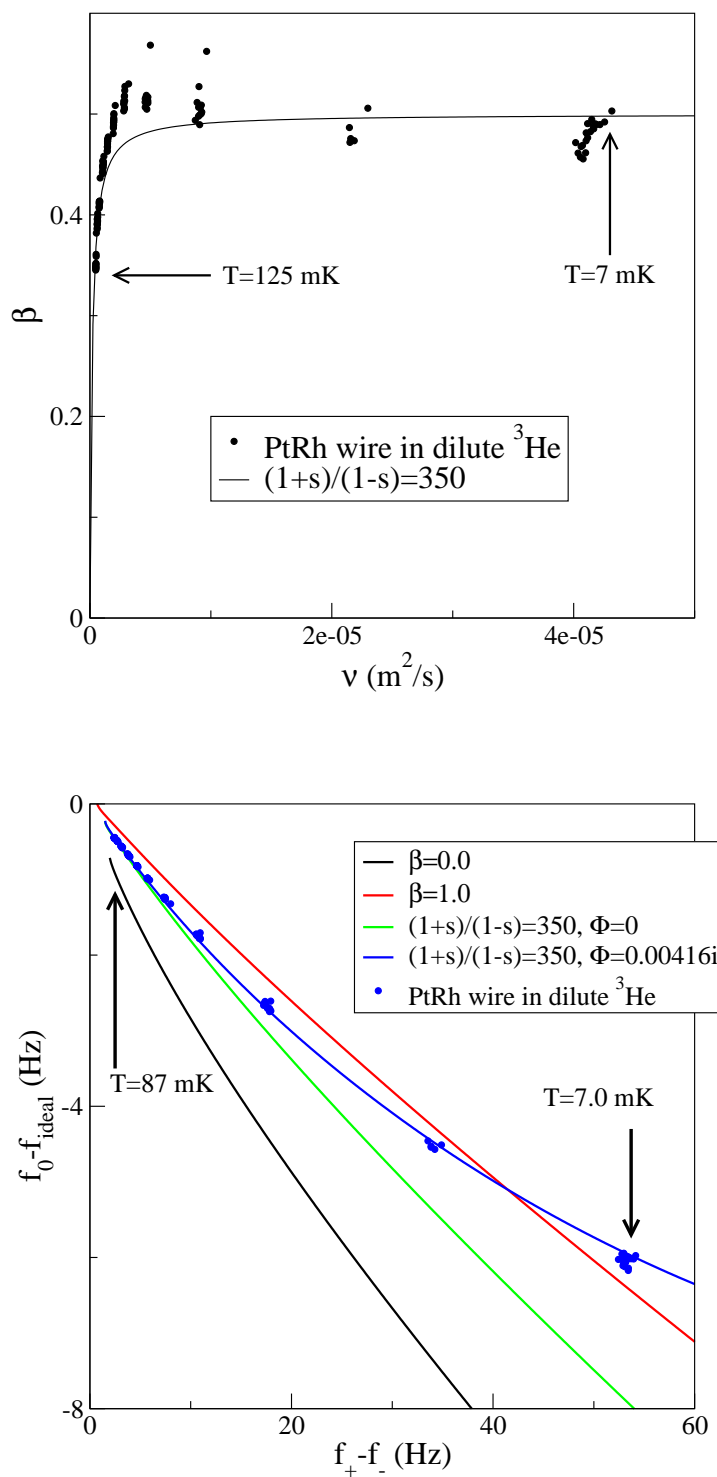 β
0.4
0.2
0
T=125 mK
T=7 mK
PtRh wire in dilute ³He
(1+s)/(1-s)=350
0
2e-05
4e-05
ν (m²/s)
f₀-f_ideal (Hz)
0
-4
-8
β=0.0
β=1.0
(1+s)/(1-s)=350, Φ=0
(1+s)/(1-s)=350, Φ=0.00416i
PtRh wire in dilute ³He
T=87 mK
T=7.0 mK
0
20
40
60
f₊-f₋ (Hz)